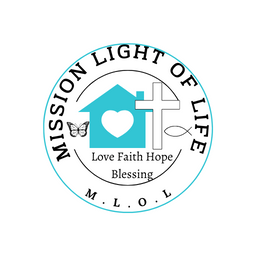 MISSION LIGHT OF LIFE
Love Faith Hope
Blessing
M.L.O.L